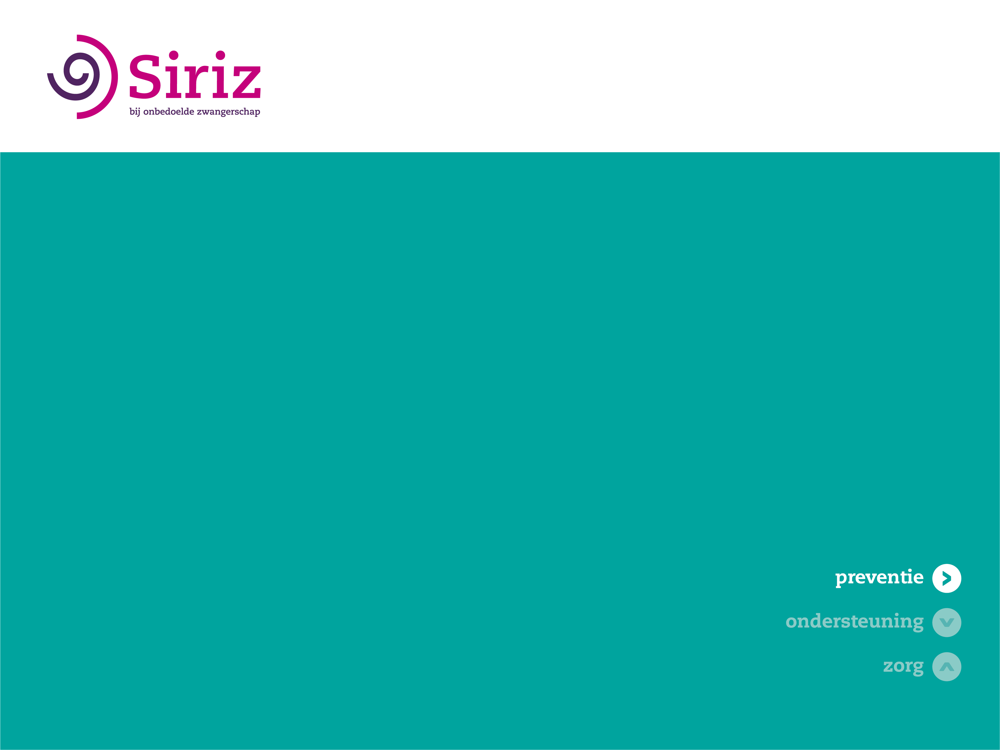 Siriz
bij onbedoelde zwangerschap
preventie
ondersteuning
zorg